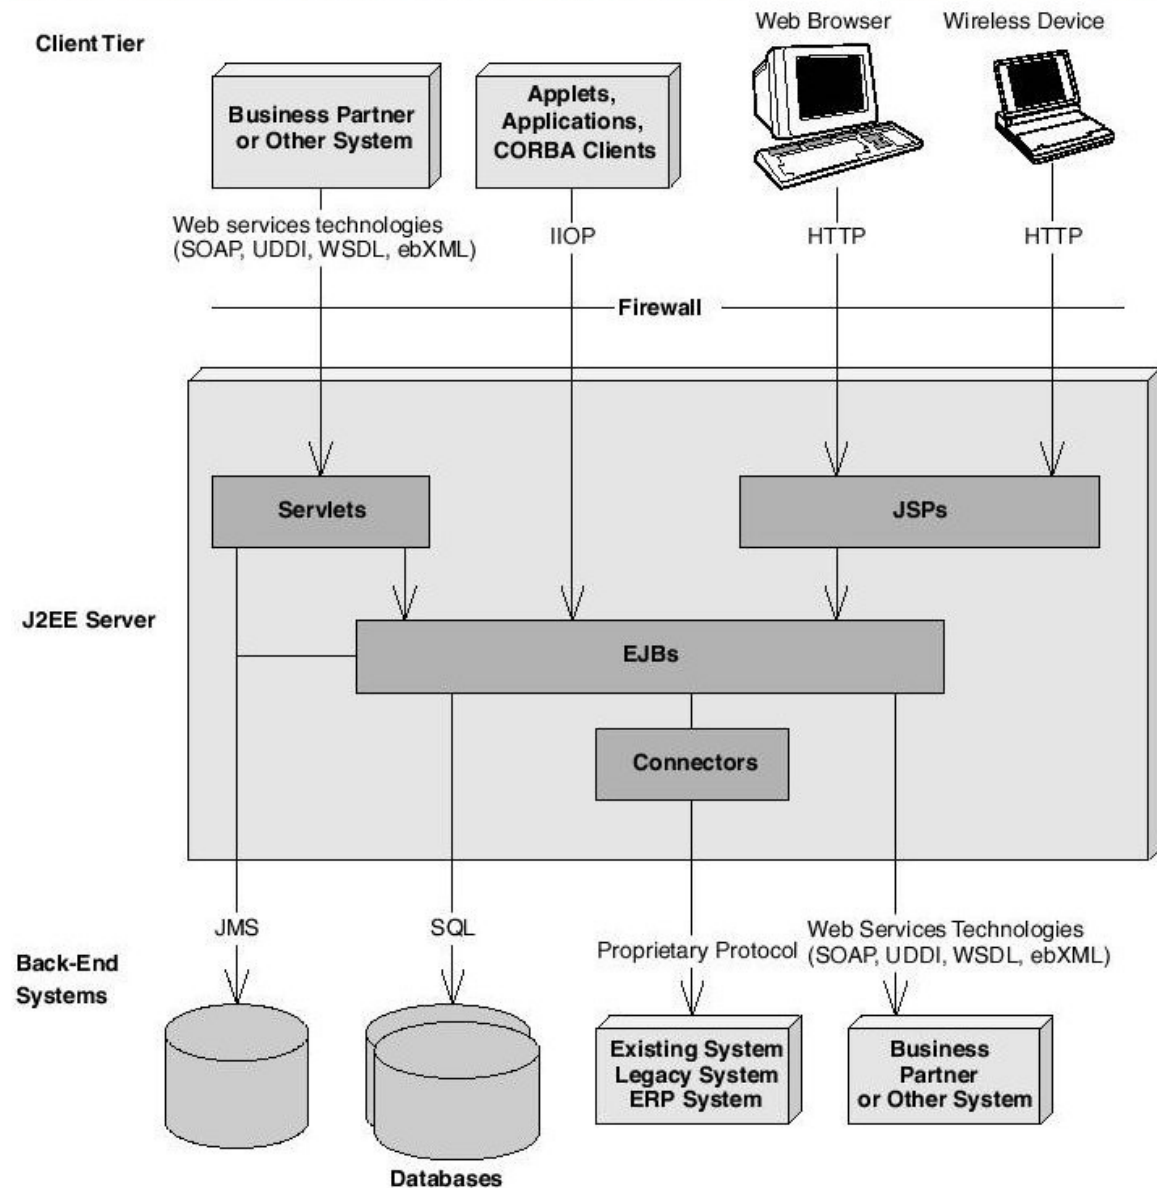 Web Browser
Wireless Device
Client Tier
Business Partner
or Other System
Applets,
Applications,
CORBA Clients
Web services technologies
(SOAP, UDDI, WSDL, ebXML)
IIOP
HTTP
HTTP
Firewall
Servlets
JSPs
J2EE Server
EJBs
Connectors
JMS
SQL
Proprietary Protocol
Web Services Technologies
(SOAP, UDDI, WSDL, ebXML)
Back-End
Systems
Existing System
Legacy System
ERP System
Business
Partner
or Other System
Databases